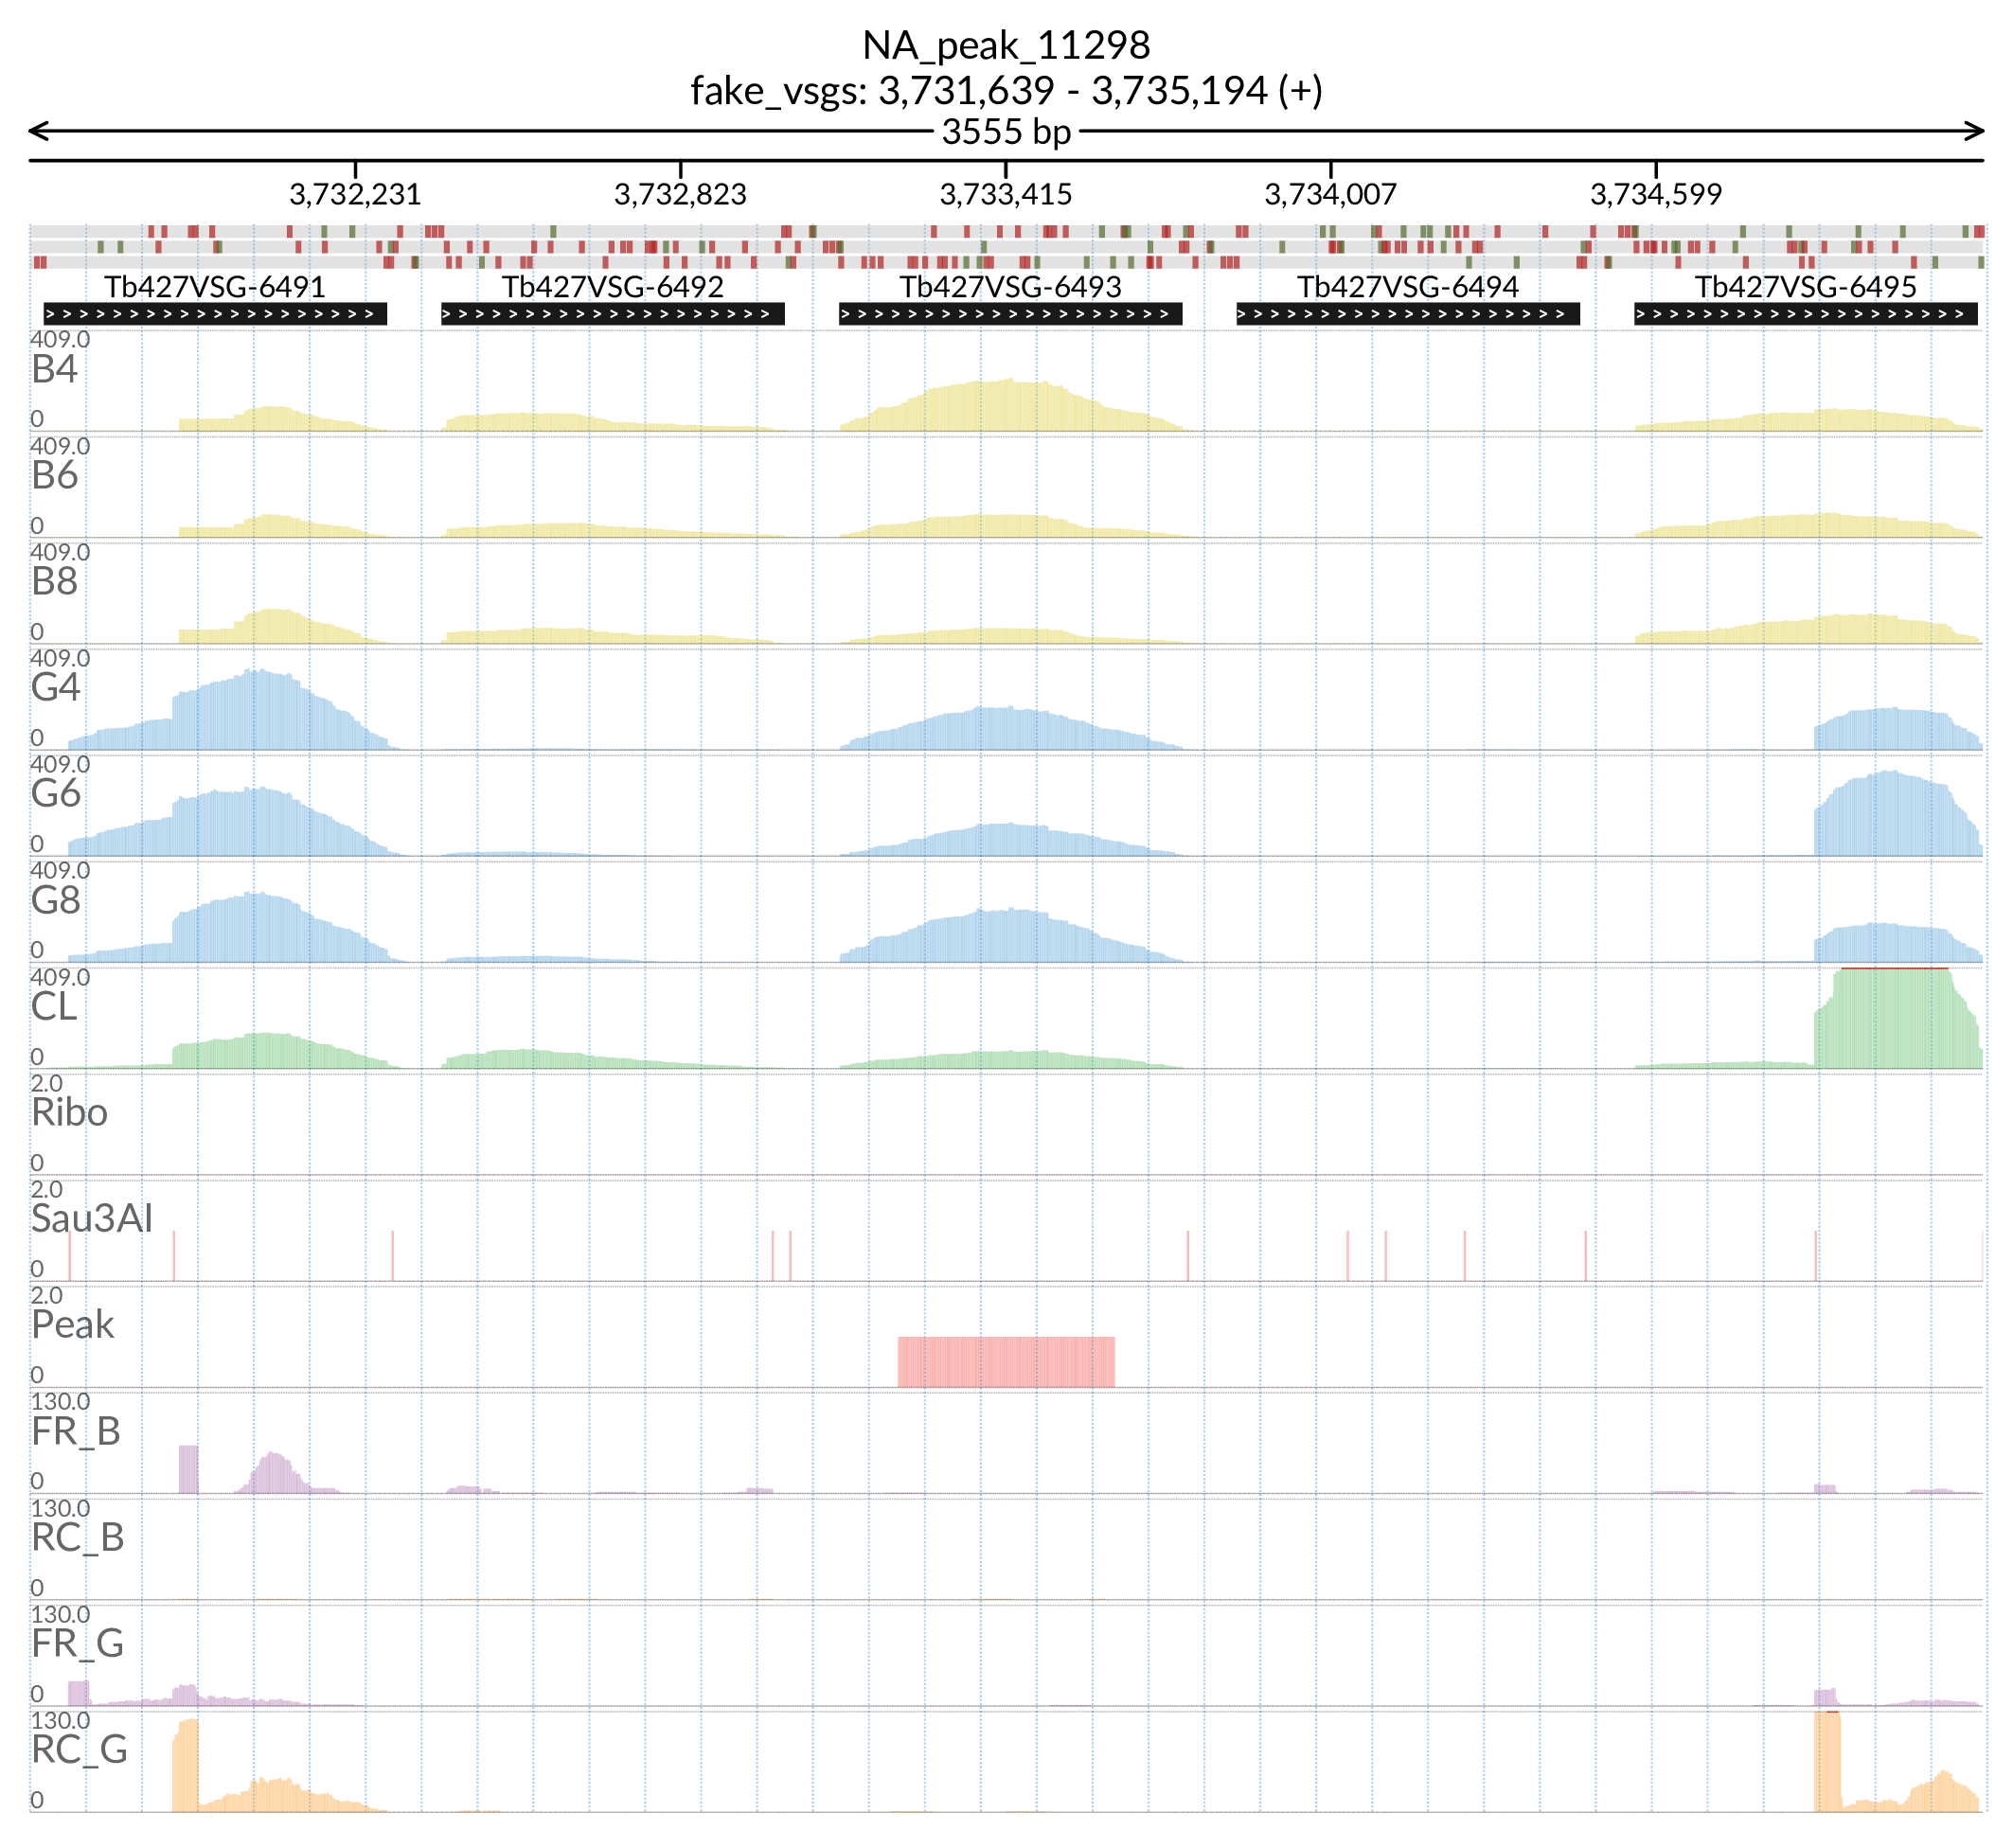 NA_peak_11298
fake_vsgs: 3,731,639 - 3,735,194 (+)
3555 bp
3,732,231 3,732,823 3,733,415 3,734,007 3,734,599
Tb427VSG-6491 Tb427VSG-6492 Tb427VSG-6493 Tb427VSG-6494 Tb427VSG-6495
409.0
B4
0
409.0
B6
0
409.0
B8
0
409.0
G4
0
409.0
G6
0
409.0
G8
0
409.0
CL
0
2.0
Ribo
0
2.0
Sau3AI
0
2.0
Peak
0
130.0
FR_B
0
130.0
RC_B
0
130.0
FR_G
0
130.0
RC_G
0